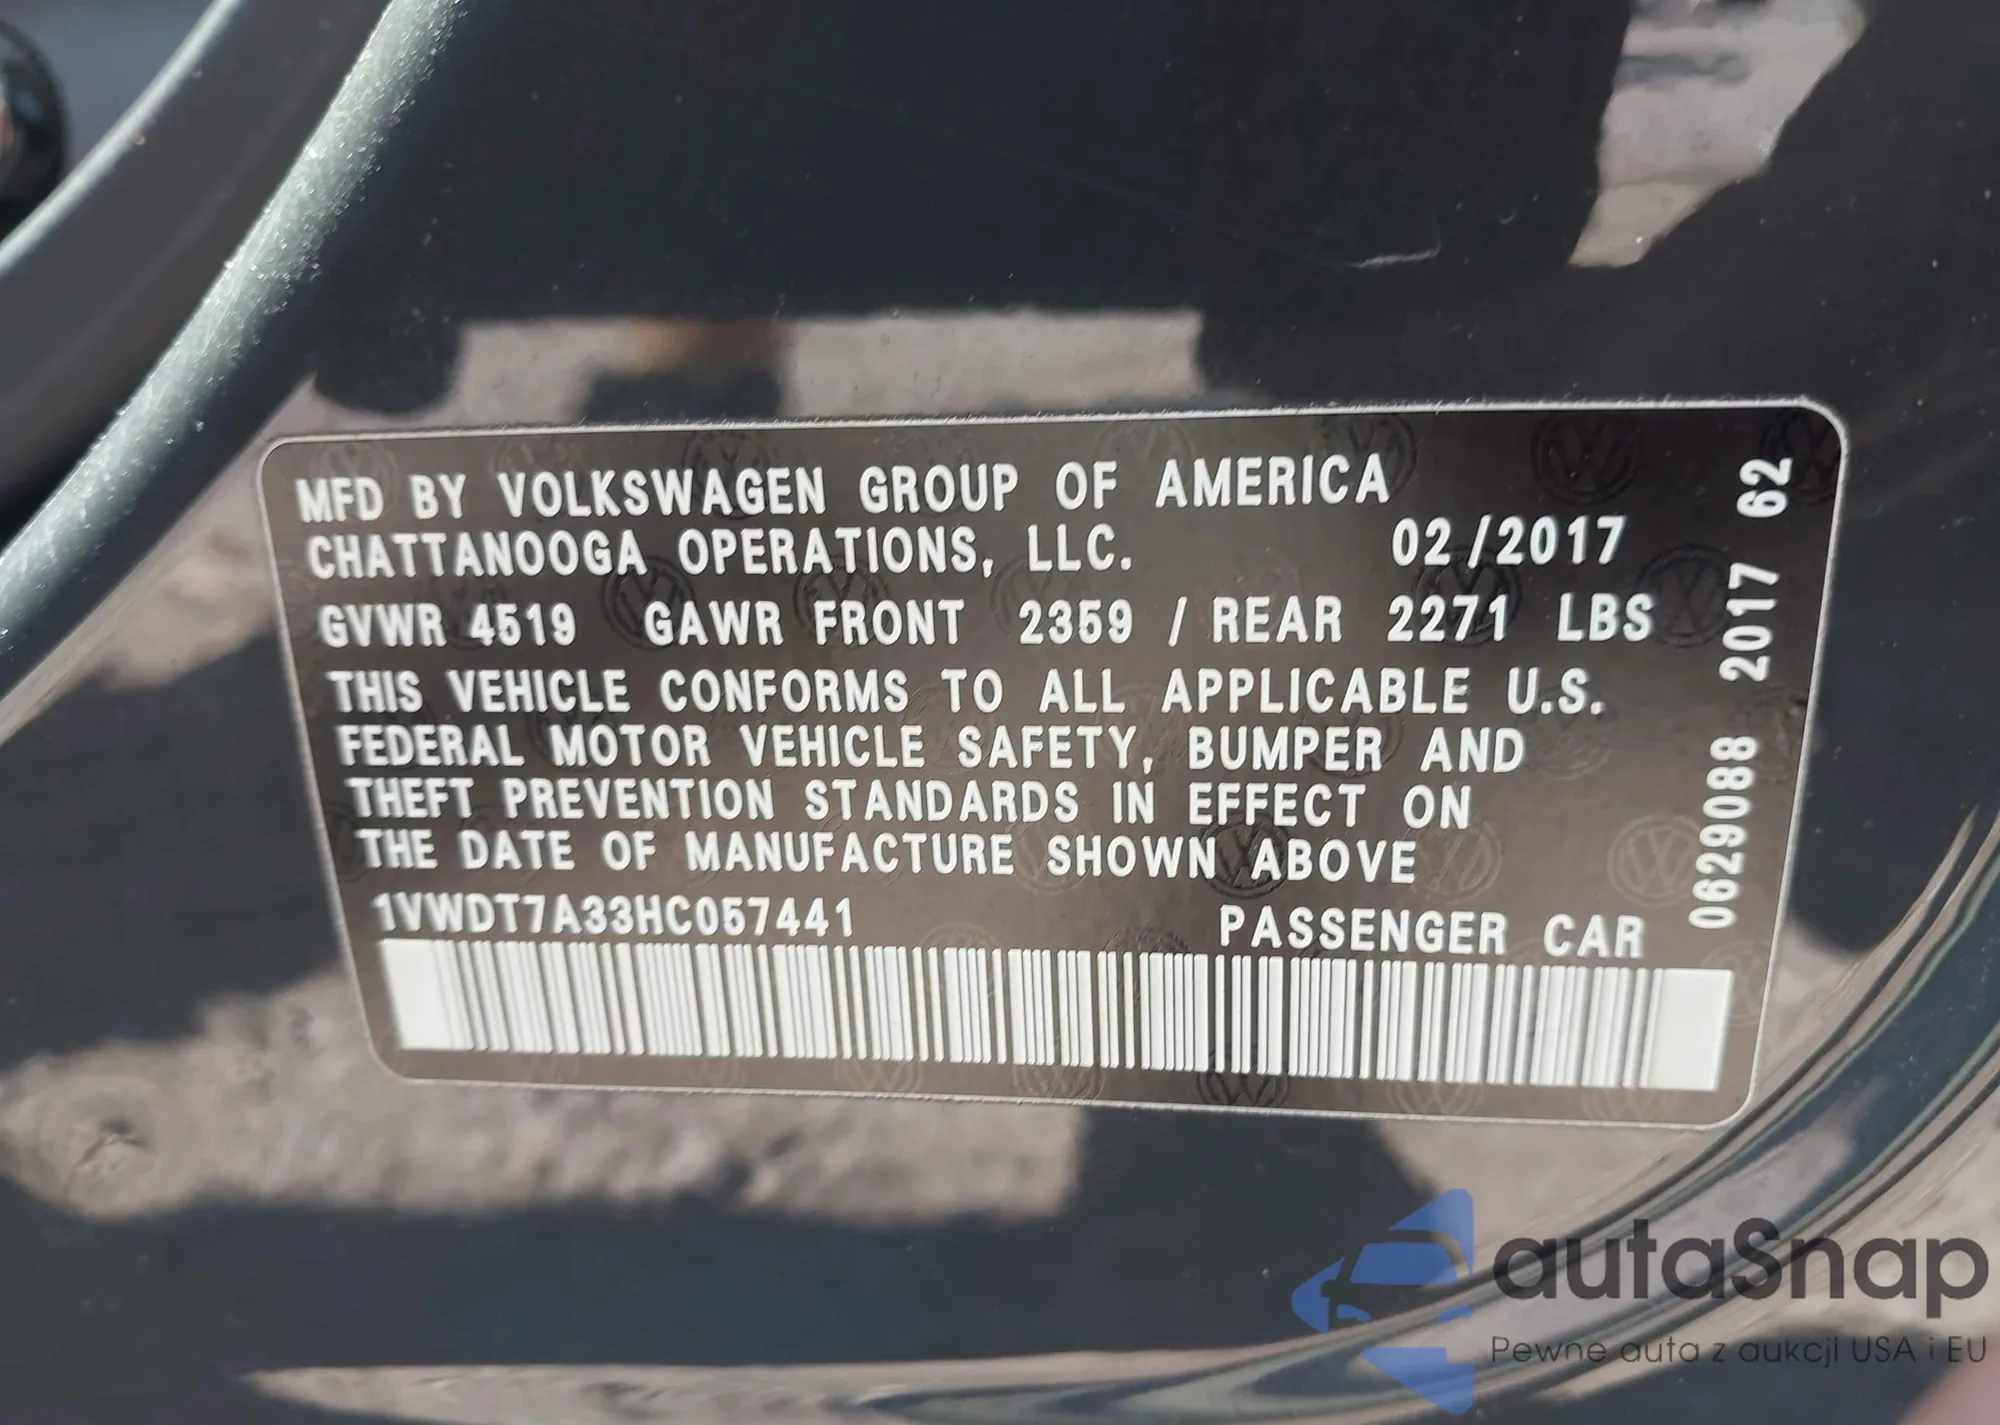 MFD BY VOLKSWAGEN GROUP OF AMERICA
CHATTANOOGA OPERATIONS, LLC. 02/2017
GVWR 4519 GAWR FRONT 2359 / REAR 2271 LBS
THIS VEHICLE CONFORMS TO ALL APPLICABLE U.S.
FEDERAL MOTOR VEHICLE SAFETY, BUMPER AND
THEFT PREVENTION STANDARDS IN EFFECT ON
THE DATE OF MANUFACTURE SHOWN ABOVE
1VWDT7A33HC057441 PASSENGER CAR
0629088 2017 62
autaSnap
Pewne auta z aukcji USA i EU